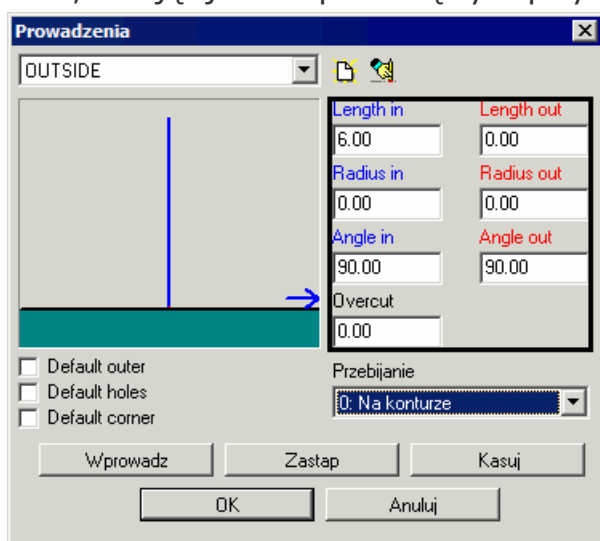 Prowadzenia
OUTSIDE
Length in Length out
6.00 0.00
Radius in Radius out
0.00 0.00
Angle in Angle out
90.00 90.00
Overcut
0.00
Default outer
Default holes
Default corner
Przebijanie
0: Na konturze
Wprowadz Zastap Kasuj
OK Anuluj